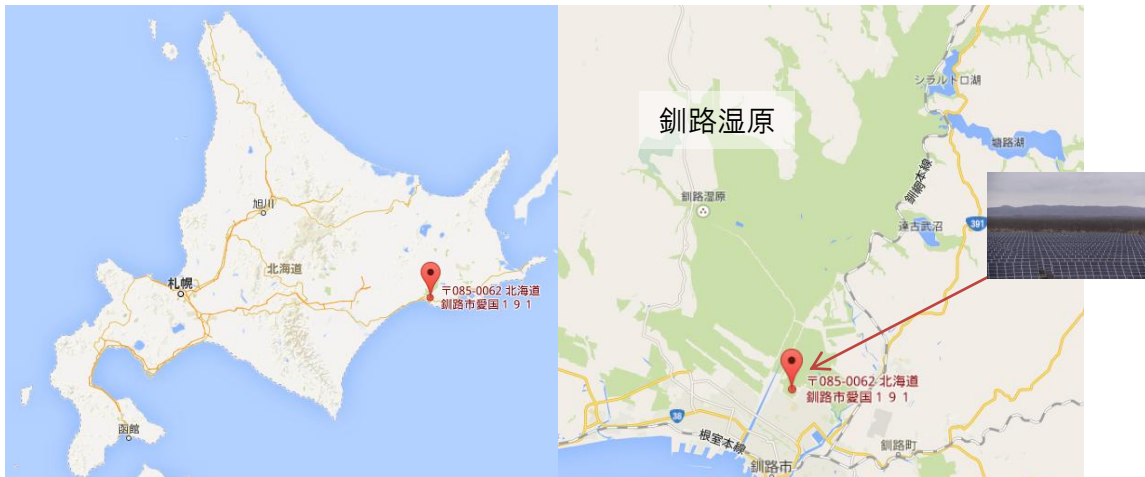 旭川
札幌
北海道
〒085-0062 北海道
釧路市愛国１９１
函館
釧路湿原
シラルトロ湖
塘路湖
釧網本線
釧路湿原
391
達古武沼
〒085-0062 北海道
釧路市愛国１９１
38
根室本線
釧路町
釧路市